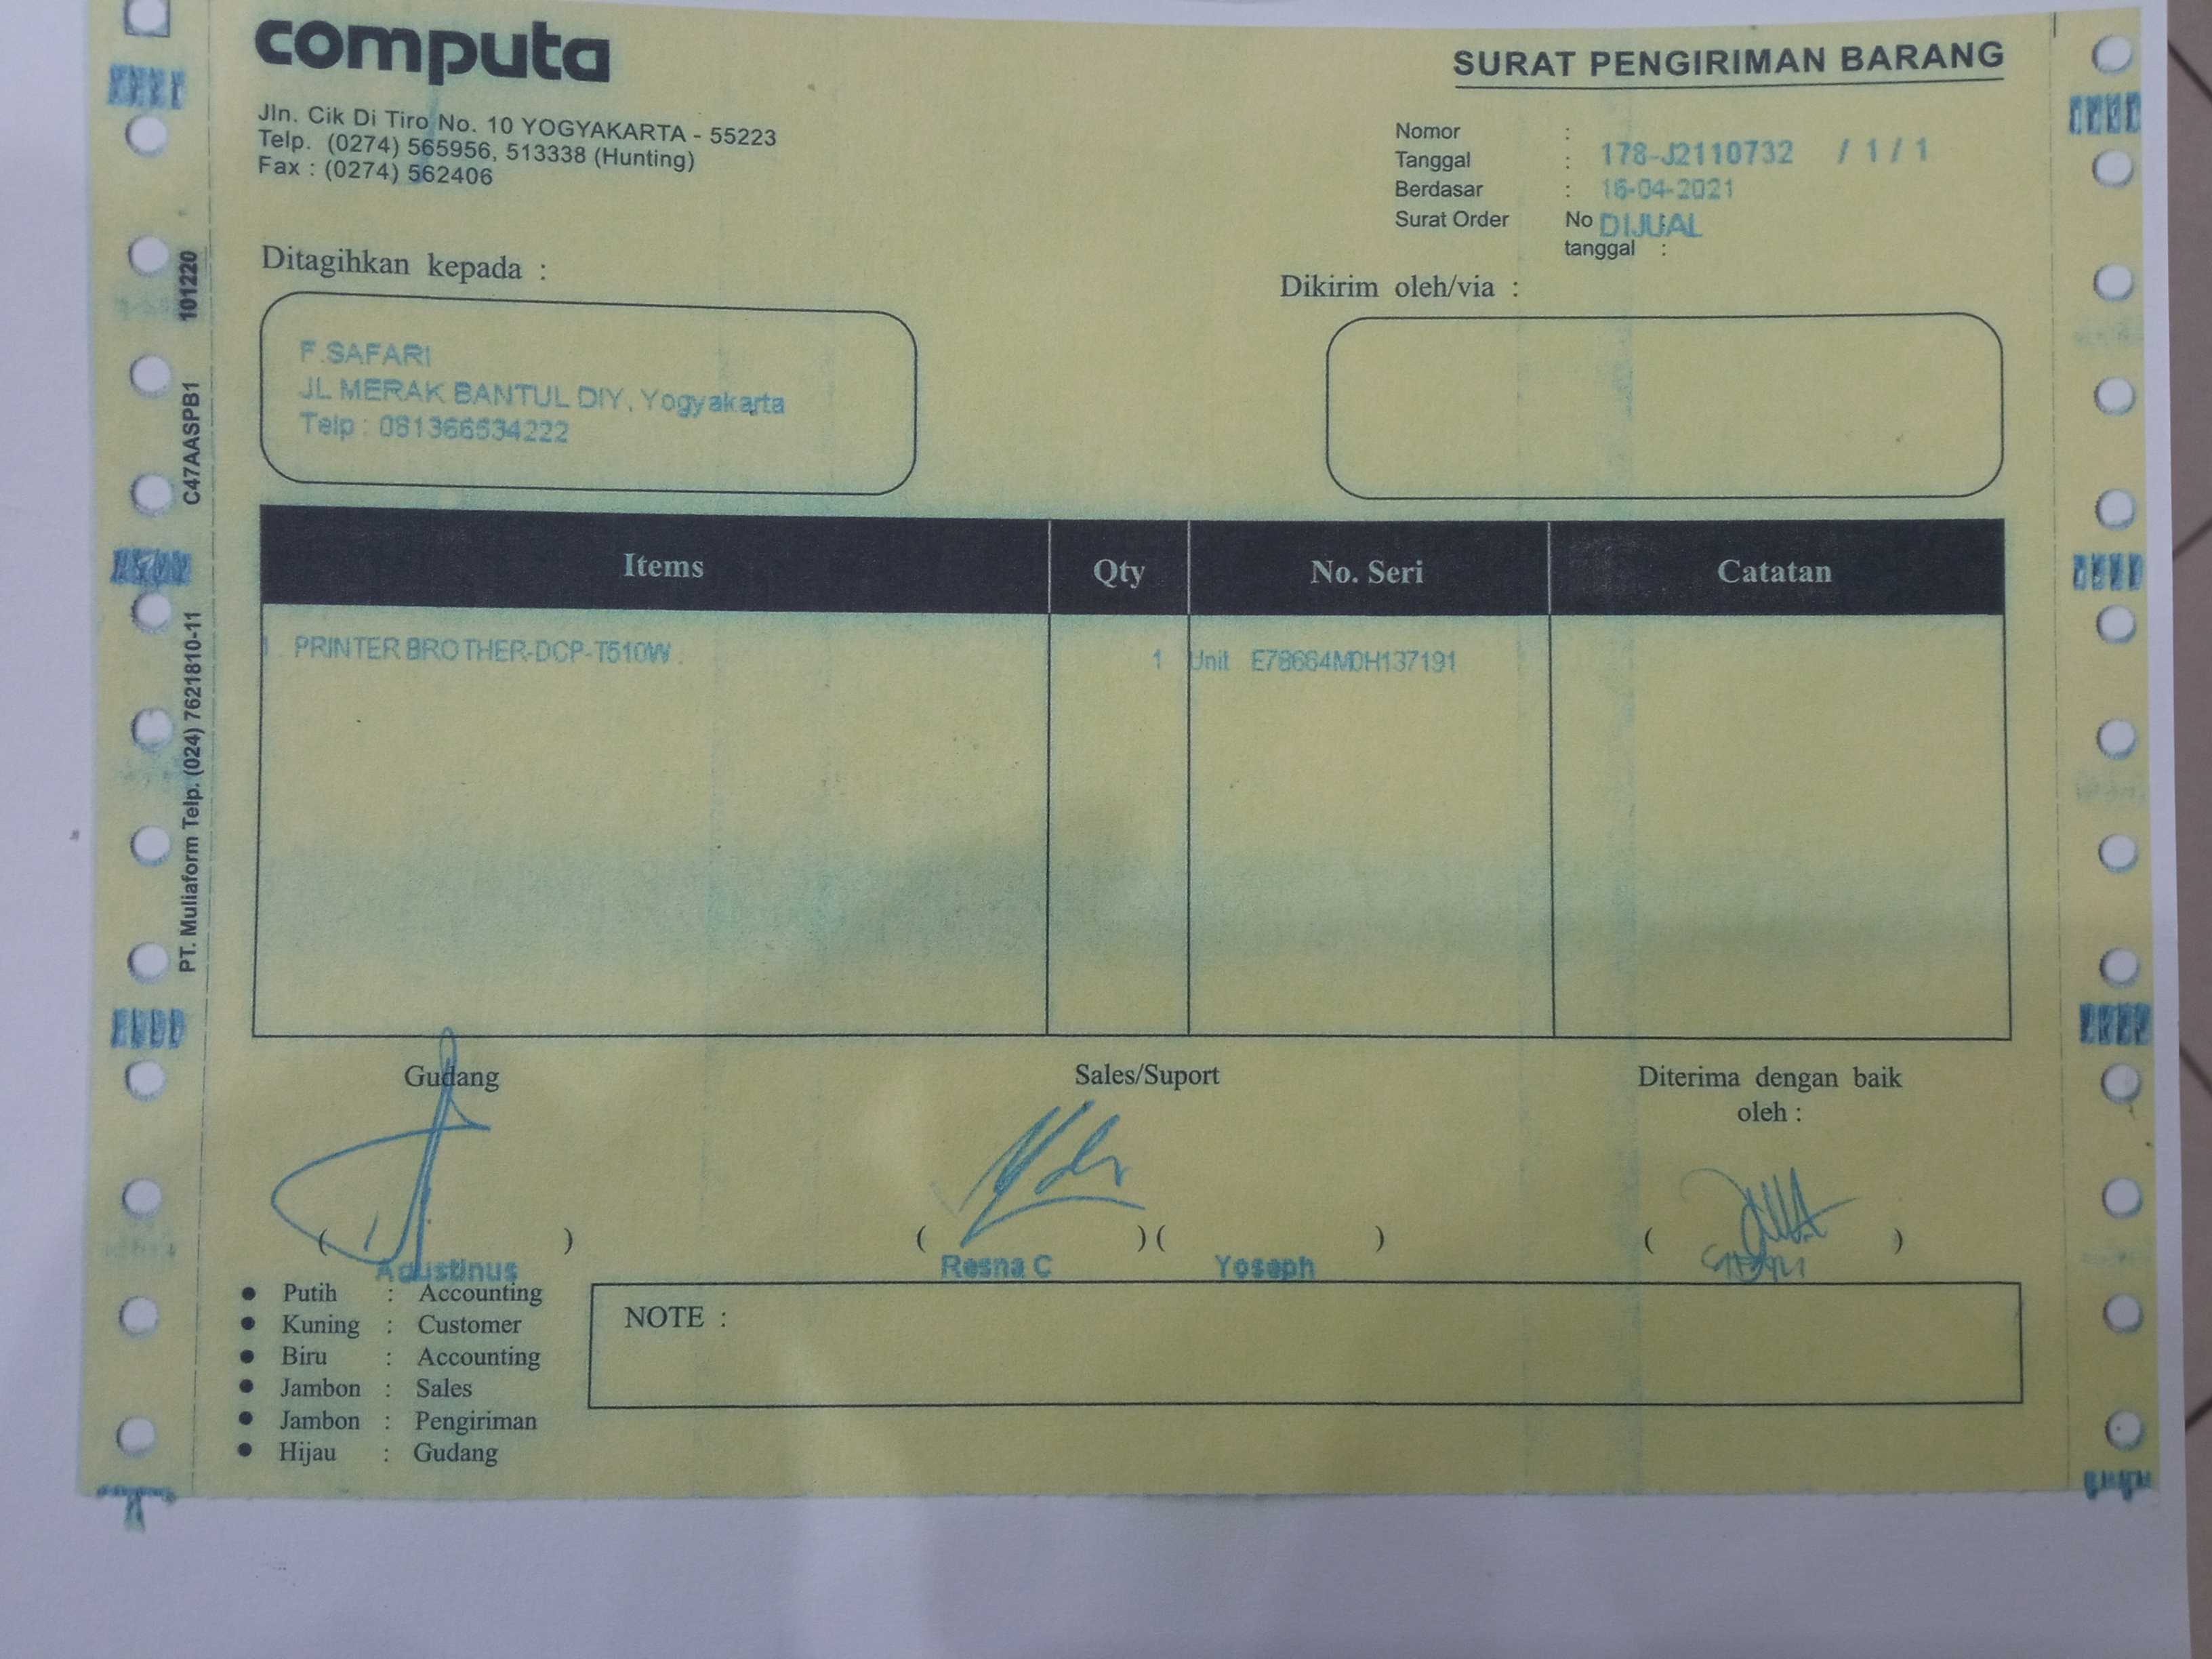 computa
Jln. Cik Di Tiro No. 10 YOGYAKARTA - 55223
Telp. (0274) 565956, 513338 (Hunting)
Fax : (0274) 562406
SURAT PENGIRIMAN BARANG
Nomor : 178-J2110732 / 1 / 1
Tanggal : 16-04-2021
Berdasar : DIJUAL
Surat Order No :
tanggal :
Ditagihkan kepada :
F.SAFARI
JL MERAK BANTUL DIY, Yogyakarta
Telp : 081366534222
Dikirim oleh/via :
Items Qty No. Seri Catatan
1 . PRINTER BROTHER-DCP-T510W . 1 Unit E78664M0H137191
Gudang Sales/Suport Diterima dengan baik
oleh :
( ) ( ) ( ) ( )
Agustinus Resna C Yoseph
• Putih : Accounting
• Kuning : Customer
• Biru : Accounting
• Jambon : Sales
• Jambon : Pengiriman
• Hijau : Gudang
NOTE :
PT. Muliaform Telp. (024) 7621810-11 C47AASPB1 101220